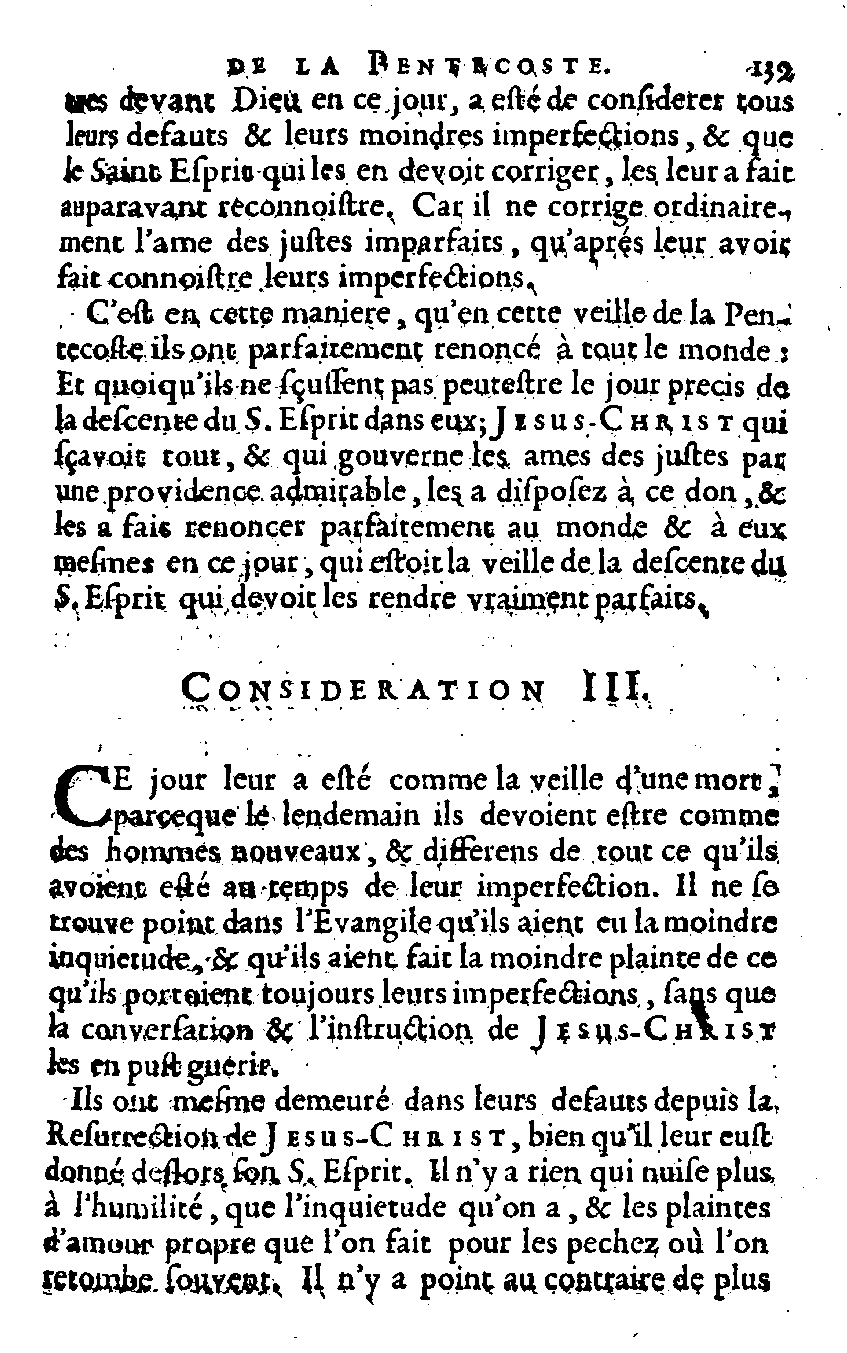 DE LA PENTECOSTE. 139
tues devant Dieu en ce jour, a eſté de conſiderer tous
leurs defauts & leurs moindres imperfections, & que
le Saint Eſprit qui les en devoit corriger, les leur a fait
auparavant reconnoiſtre. Car il ne corrige ordinaire-
ment l'ame des juſtes imparfaits, qu'aprés leur avoir
fait connoiſtre leurs imperfections.
C'eſt en cette maniere, qu'en cette veille de la Pen-
tecoſte ils ont parfaitement renoncé à tout le monde :
Et quoiqu'ils ne ſçuſſent pas peuteſtre le jour precis de
la deſcente du S. Eſprit dans eux; JESUS-CHRIST qui
ſçavoit tout, & qui gouverne les ames des juſtes par
une providence admirable, les a diſpoſez à ce don, &
les a fait renoncer parfaitement au monde & à eux
meſmes en ce jour, qui eſtoit la veille de la deſcente du
S. Eſprit qui devoit les rendre vraiment parfaits.
CONSIDERATION III.
CE jour leur a eſté comme la veille d'une mort,
parceque le lendemain ils devoient eſtre comme
des hommes nouveaux, & differens de tout ce qu'ils
avoient eſté au temps de leur imperfection. Il ne ſe
trouve point dans l'Evangile qu'ils aient eu la moindre
inquietude, & qu'ils aient fait la moindre plainte de ce
qu'ils portoient toujours leurs imperfections, ſans que
la converſation & l'inſtruction de JESUS-CHRIST
les en puſt guerir.
Ils ont meſme demeuré dans leurs defauts depuis la
Reſurrection de JESUS-CHRIST, bien qu'il leur euſt
donné deſlors ſon S. Eſprit. Il n'y a rien qui nuiſe plus
à l'humilité, que l'inquietude qu'on a, & les plaintes
d'amour propre que l'on fait pour les pechez où l'on
retombe ſouvent. Il n'y a point au contraire de plus